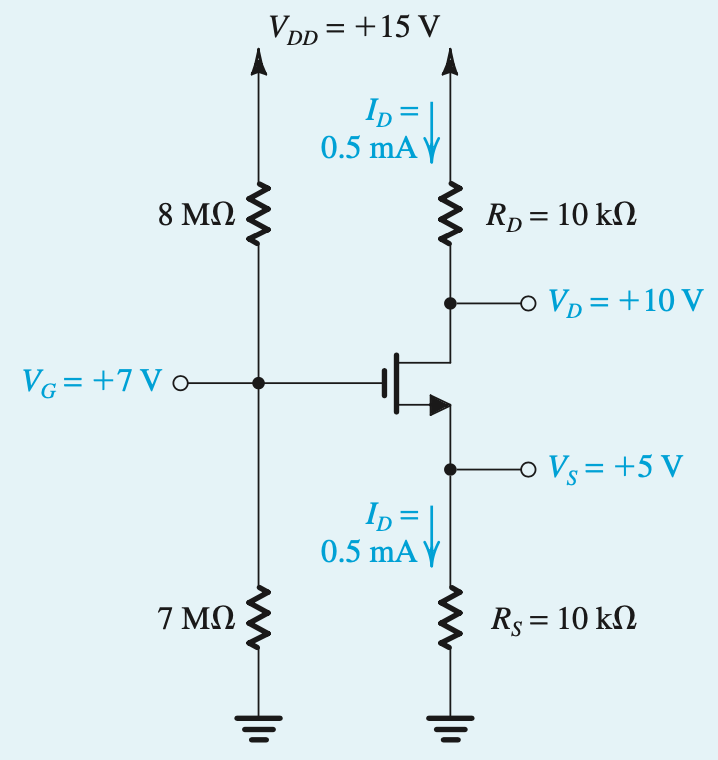 V_DD = +15 V
I_D =
0.5 mA
8 MΩ
R_D = 10 kΩ
V_D = +10 V
V_G = +7 V
V_S = +5 V
I_D =
0.5 mA
7 MΩ
R_S = 10 kΩ